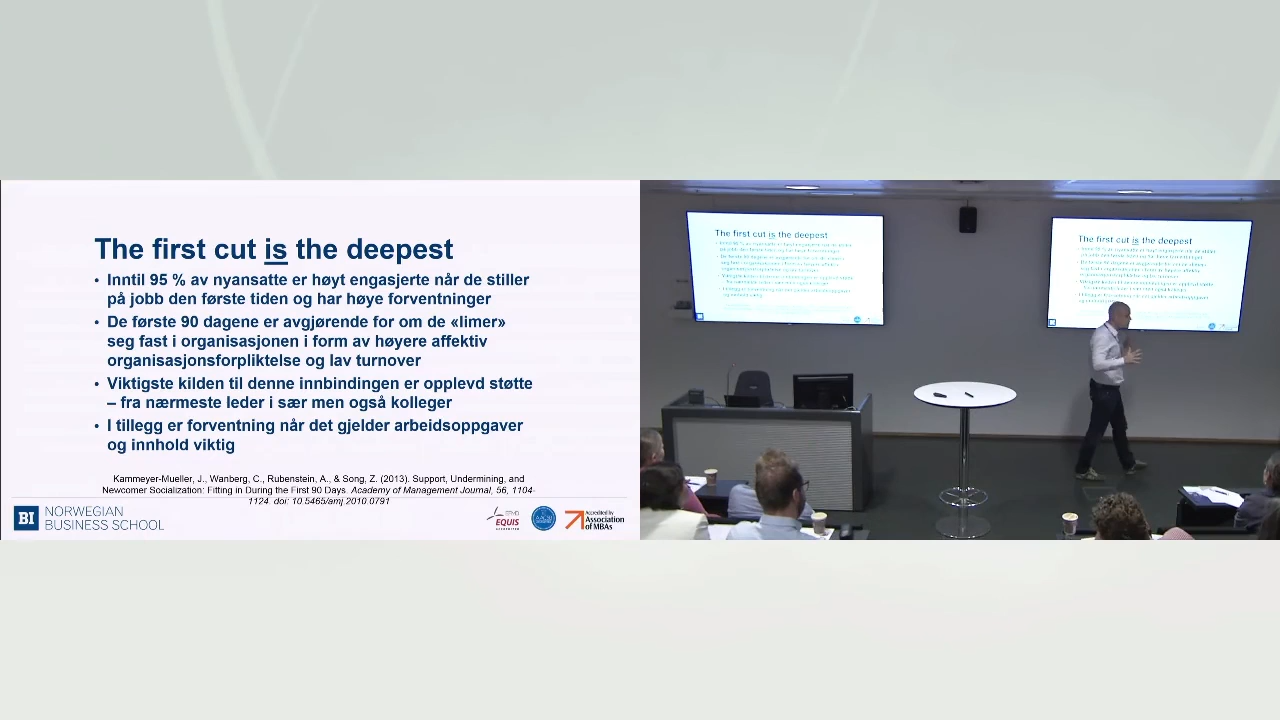 The first cut is the deepest
• Inntil 95 % av nyansatte er høyt engasjerte når de stiller
på jobb den første tiden og har høye forventninger
• De første 90 dagene er avgjørende for om de «limer»
seg fast i organisasjonen i form av høyere affektiv
organisasjonsforpliktelse og lav turnover
• Viktigste kilden til denne innbindingen er opplevd støtte
– fra nærmeste leder i sær men også kolleger
• I tillegg er forventning når det gjelder arbeidsoppgaver
og innhold viktig
Kammeyer-Mueller, J., Wanberg, C., Rubenstein, A., & Song, Z. (2013). Support, Undermining, and
Newcomer Socialization: Fitting in During the First 90 Days. Academy of Management Journal, 56, 1104-
1124. doi: 10.5465/amj.2010.0791
BI NORWEGIAN
BUSINESS SCHOOL
EFMD
EQUIS
ACCREDITED
Accredited by
Association
of MBAs
The first cut is the deepest
The first cut is the deepest